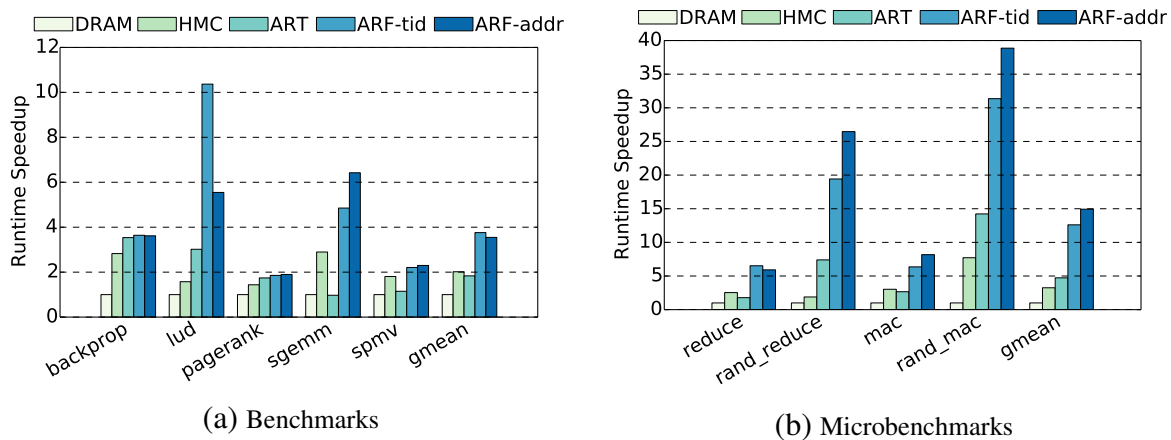 DRAM HMC ART ARF-tid ARF-addr
12
10
8
6
4
2
0
Runtime Speedup
backprop
lud
pagerank
sgemm
spmv
gmean
(a) Benchmarks
DRAM HMC ART ARF-tid ARF-addr
40
35
30
25
20
15
10
5
0
Runtime Speedup
reduce
rand_reduce
mac
rand_mac
gmean
(b) Microbenchmarks